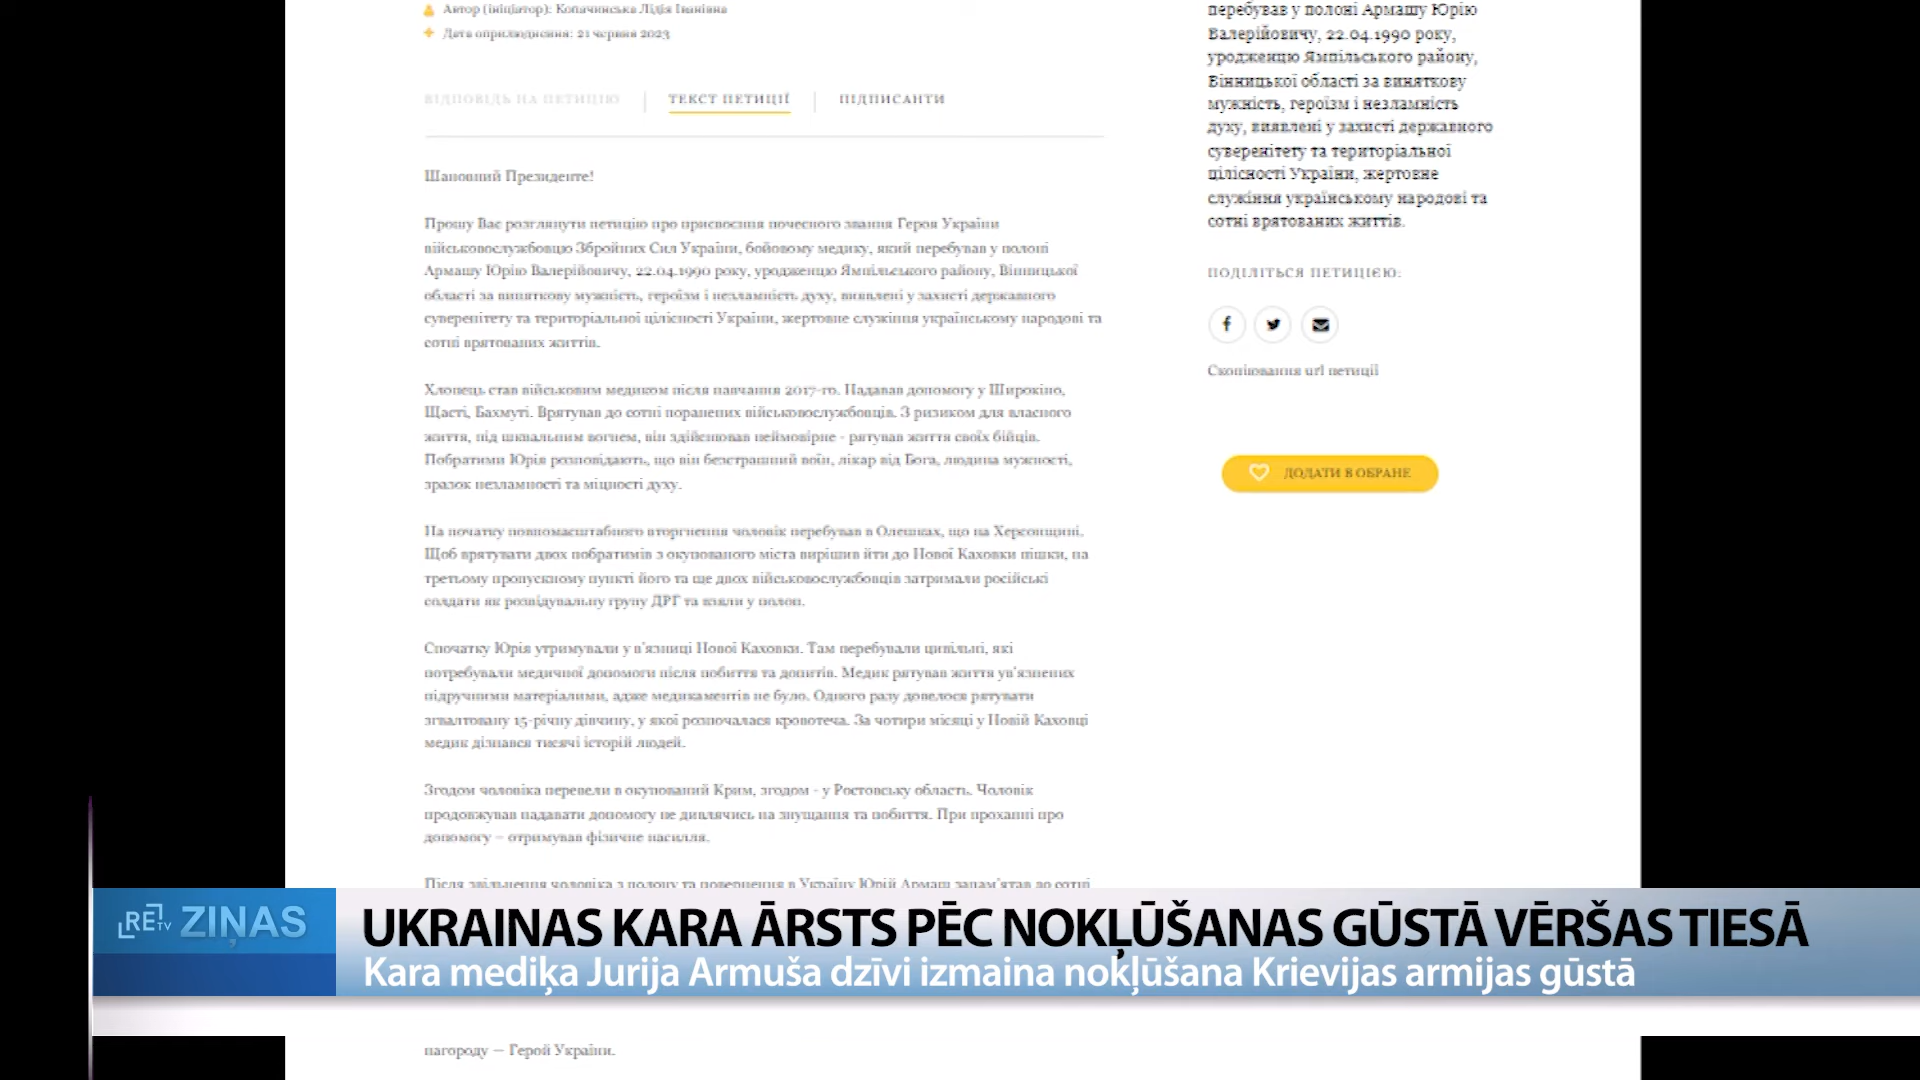 Автор (ініціатор): Копачинська Лідія Іванівна
Дата оприлюднення: 21 червня 2023
ВІДПОВІДЬ НА ПЕТИЦІЮ
ТЕКСТ ПЕТИЦІЇ
ПІДПИСАНТИ
Шановний Президенте!
Прошу Вас розглянути петицію про присвоєння почесного звання Героя України
військовослужбовцю Збройних Сил України, бойовому медику, який перебував у полоні
Армашу Юрію Валерійовичу, 22.04.1990 року, уродженцю Ямпільського району, Вінницької
області за виняткову мужність, героїзм і незламність духу, виявлені у захисті державного
суверенітету та територіальної цілісності України, жертовне служіння українському народові та
сотні врятованих життів.
Хлопець став військовим медиком після навчання 2017-го. Надавав допомогу у Широкіно,
Щасті, Бахмуті. Врятував до сотні поранених військовослужбовців. З ризиком для власного
життя, під шквальним вогнем, він здійснював неймовірне - рятував життя своїх бійців.
Побратими Юрія розповідають, що він безстрашний воїн, лікар від Бога, людина мужності,
зразок незламності та міцності духу.
На початку повномасштабного вторгнення чоловік перебував в Олешках, що на Херсонщині.
Щоб врятувати двох побратимів з окупованого міста вирішив йти до Нової Каховки пішки, на
третьому пропускному пункті його та ще двох військовослужбовців затримали російські
солдати як розвідувальну групу ДРГ та взяли у полон.
Спочатку Юрія утримували у в'язниці Нової Каховки. Там перебували цивільні, які
потребували медичної допомоги після побиття та допитів. Медик рятував життя ув'язнених
підручними матеріалими, адже медикаментів не було. Одного разу довелося рятувати
зґвалтовану 15-річну дівчину, у якої розпочалася кровотеча. За чотири місяці у Новій Каховці
медик дізнався тисячі історій людей.
Згодом чоловіка перевели в окупований Крим, згодом - у Ростовську область. Чоловік
продовжував надавати допомогу не дивлячись на знущання та побиття. При проханні про
допомогу – отримував фізичне насилля.
Після звільнення чоловіка з полону та повернення в Україну Юрій Армаш запам'ятав до сотні
нагороду — Герой України.
перебував у полоні Армашу Юрію
Валерійовичу, 22.04.1990 року,
уродженцю Ямпільського району,
Вінницької області за виняткову
мужність, героїзм і незламність
духу, виявлені у захисті державного
суверенітету та територіальної
цілісності України, жертовне
служіння українському народові та
сотні врятованих життів.
ПОДІЛІТЬСЯ ПЕТИЦІЄЮ:
Скопіювання url петиції
ДОДАТИ В ОБРАНЕ
RE TV ZIŅAS
UKRAINAS KARA ĀRSTS PĒC NOKĻŪŠANAS GŪSTĀ VĒRŠAS TIESĀ
Kara mediķa Jurija Armuša dzīvi izmaina nokļūšana Krievijas armijas gūstā